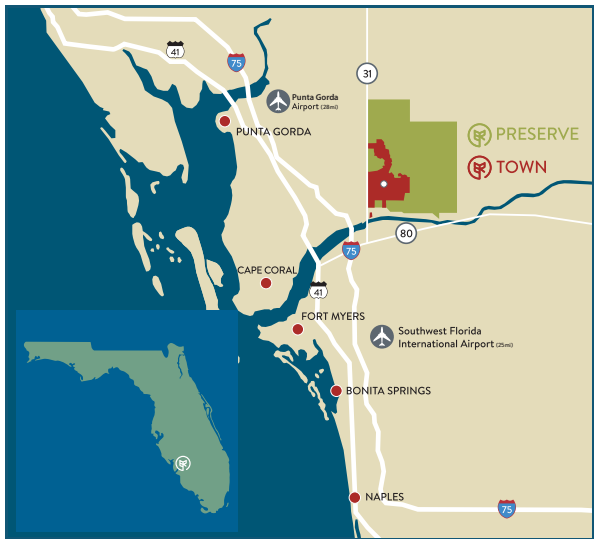 41
75
31
Punta Gorda
Airport (28mi)
PUNTA GORDA
PRESERVE
TOWN
80
75
CAPE CORAL
41
FORT MYERS
Southwest Florida
International Airport (25mi)
BONITA SPRINGS
NAPLES
75